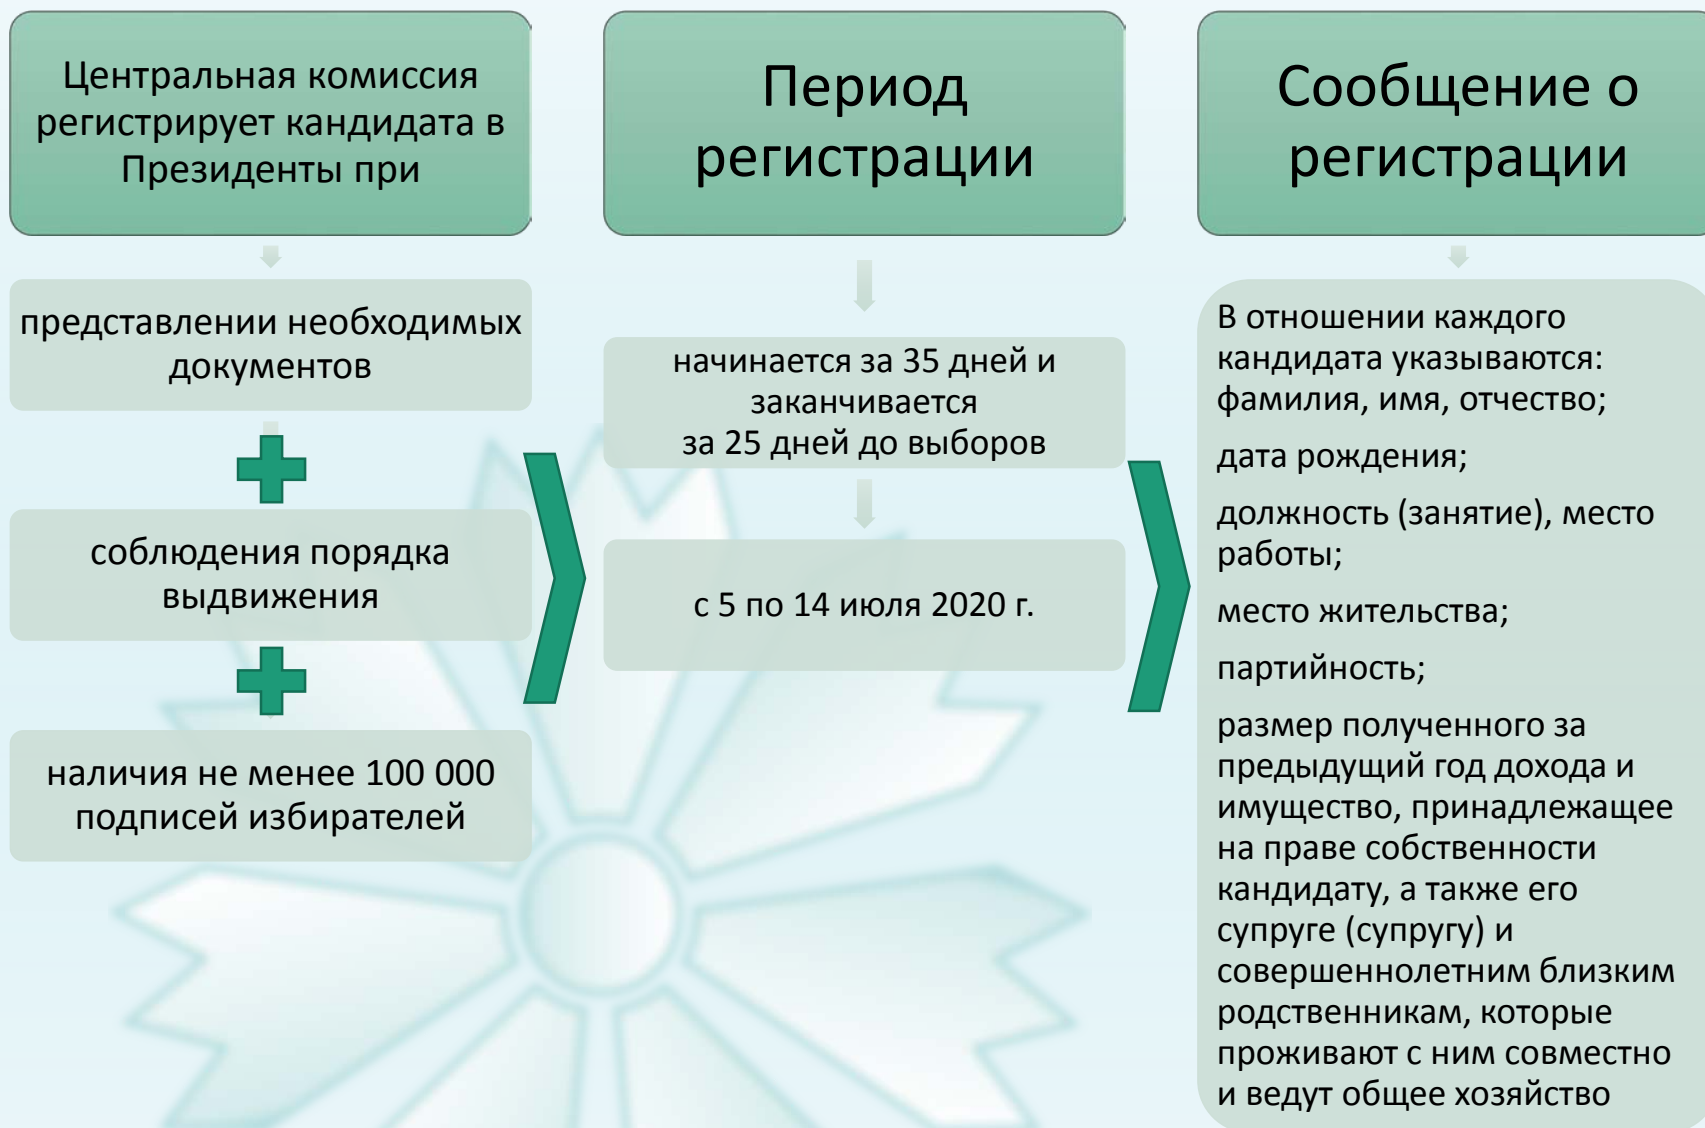 Центральная комиссия
регистрирует кандидата в
Президенты при
представлении необходимых
документов
соблюдения порядка
выдвижения
наличия не менее 100 000
подписей избирателей
Период
регистрации
начинается за 35 дней и
заканчивается
за 25 дней до выборов
с 5 по 14 июля 2020 г.
Сообщение о
регистрации
В отношении каждого
кандидата указываются:
фамилия, имя, отчество;
дата рождения;
должность (занятие), место
работы;
место жительства;
партийность;
размер полученного за
предыдущий год дохода и
имущество, принадлежащее
на праве собственности
кандидату, а также его
супруге (супругу) и
совершеннолетним близким
родственникам, которые
проживают с ним совместно
и ведут общее хозяйство